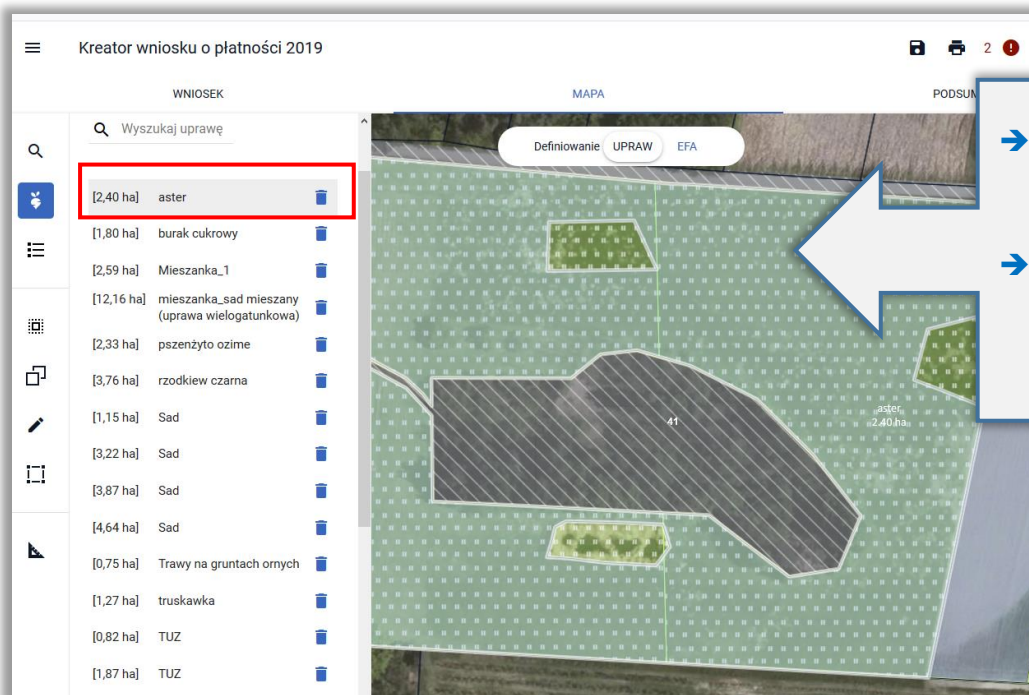 Kreator wniosku o płatności 2019
2
WNIOSEK
MAPA
PODSUM
Wyszukaj uprawę
Definiowanie UPRAW EFA
[2,40 ha] aster
[1,80 ha] burak cukrowy
[2,59 ha] Mieszanka_1
[12,16 ha] mieszanka_sad mieszany
(uprawa wielogatunkowa)
[2,33 ha] pszenżyto ozime
[3,76 ha] rzodkiew czarna
[1,15 ha] Sad
[3,22 ha] Sad
[3,87 ha] Sad
[4,64 ha] Sad
[0,75 ha] Trawy na gruntach ornych
[1,27 ha] truskawka
[0,82 ha] TUZ
[1,87 ha] TUZ
41
aster
2.40 ha